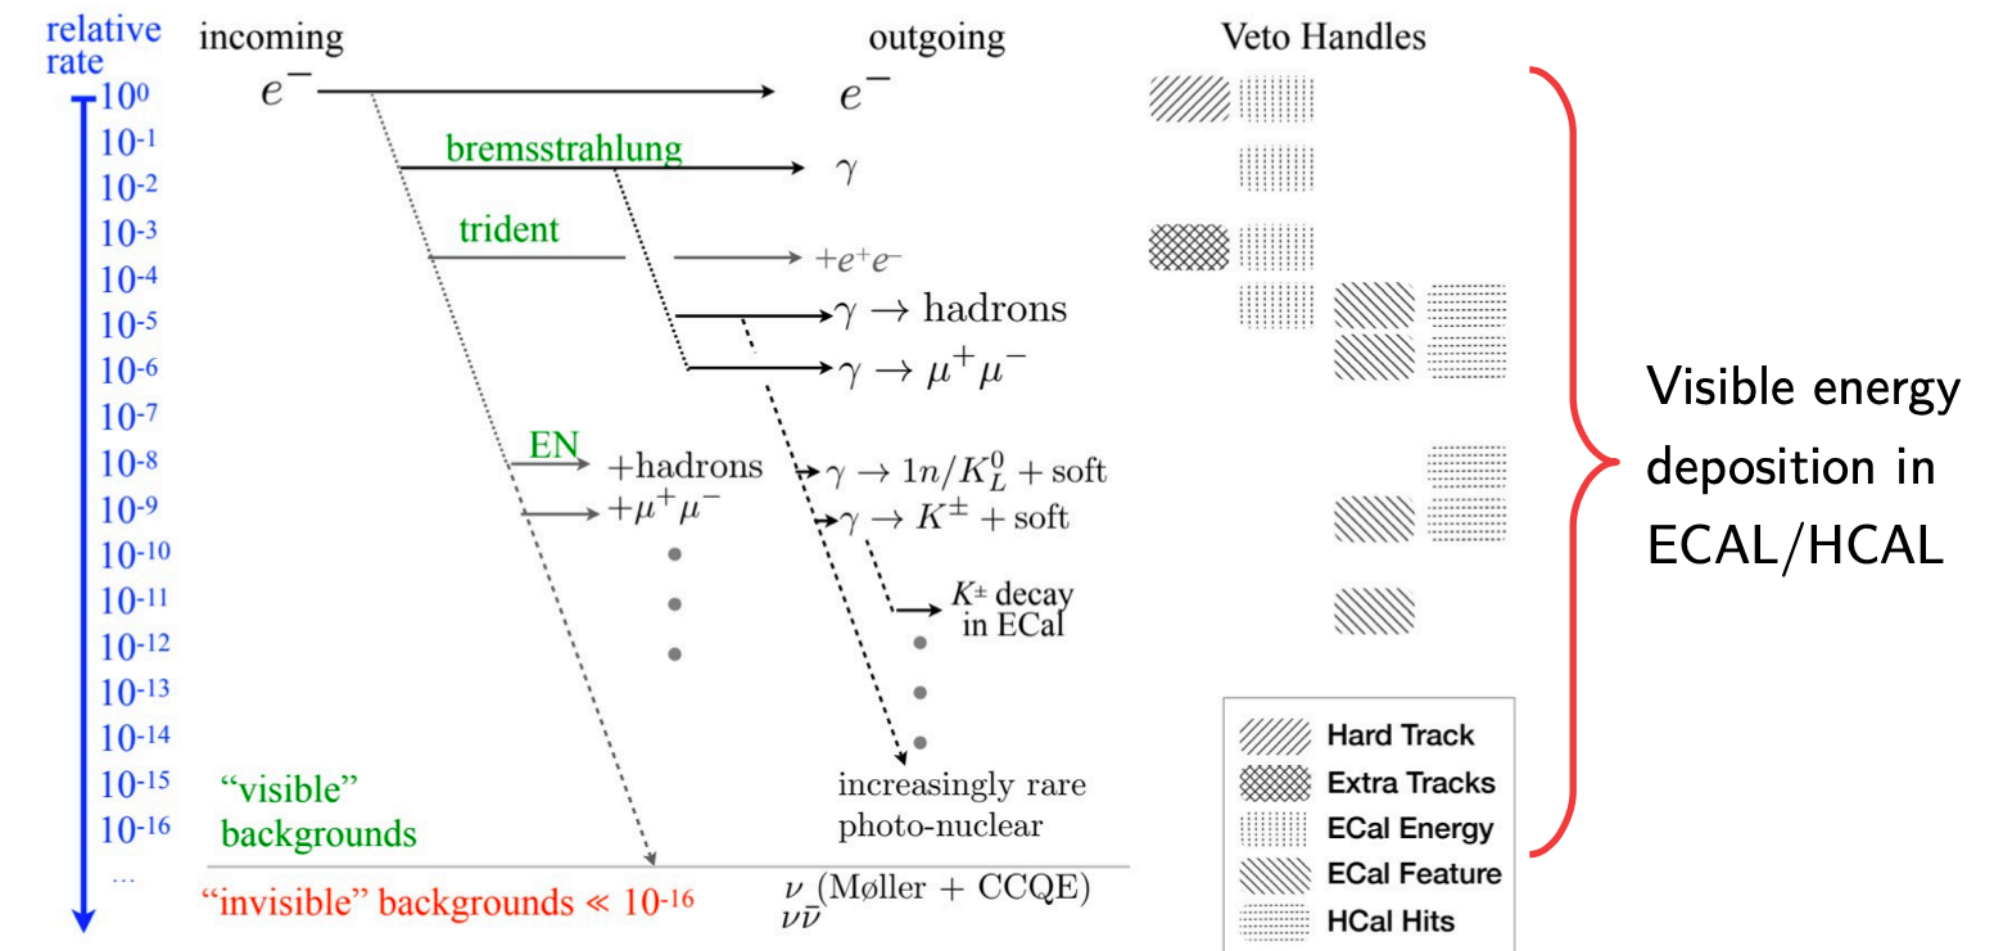 relative
rate
incoming
outgoing
Veto Handles
e⁻
e⁻
10⁰
10⁻¹
10⁻²
10⁻³
10⁻⁴
10⁻⁵
10⁻⁶
10⁻⁷
10⁻⁸
10⁻⁹
10⁻¹⁰
10⁻¹¹
10⁻¹²
10⁻¹³
10⁻¹⁴
10⁻¹⁵
10⁻¹⁶
...
bremsstrahlung
γ
trident
+e⁺e⁻
γ → hadrons
γ → μ⁺μ⁻
EN
+hadrons
+μ⁺μ⁻
γ → 1n/K⁰_L + soft
γ → K± + soft
K± decay
in ECal
increasingly rare
photo-nuclear
“visible”
backgrounds
“invisible” backgrounds ≪ 10⁻¹⁶
ν (Møller + CCQE)
νν̄
Hard Track
Extra Tracks
ECal Energy
ECal Feature
HCal Hits
Visible energy
deposition in
ECAL/HCAL